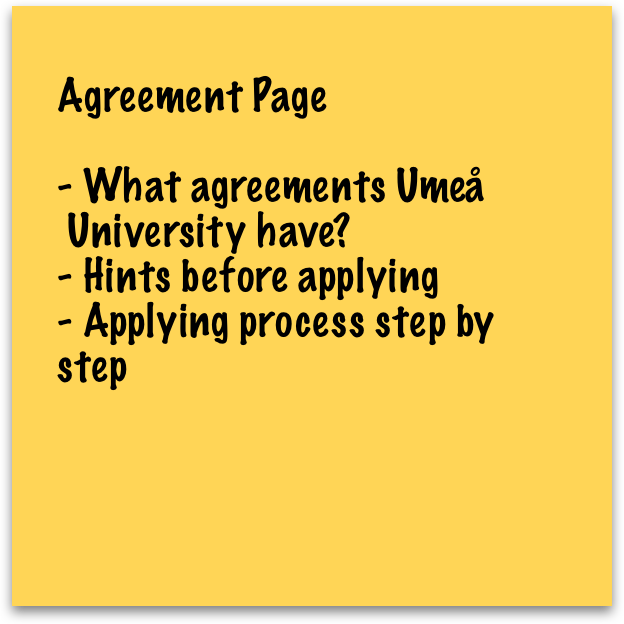 Agreement Page
- What agreements Umeå
University have?
- Hints before applying
- Applying process step by
step